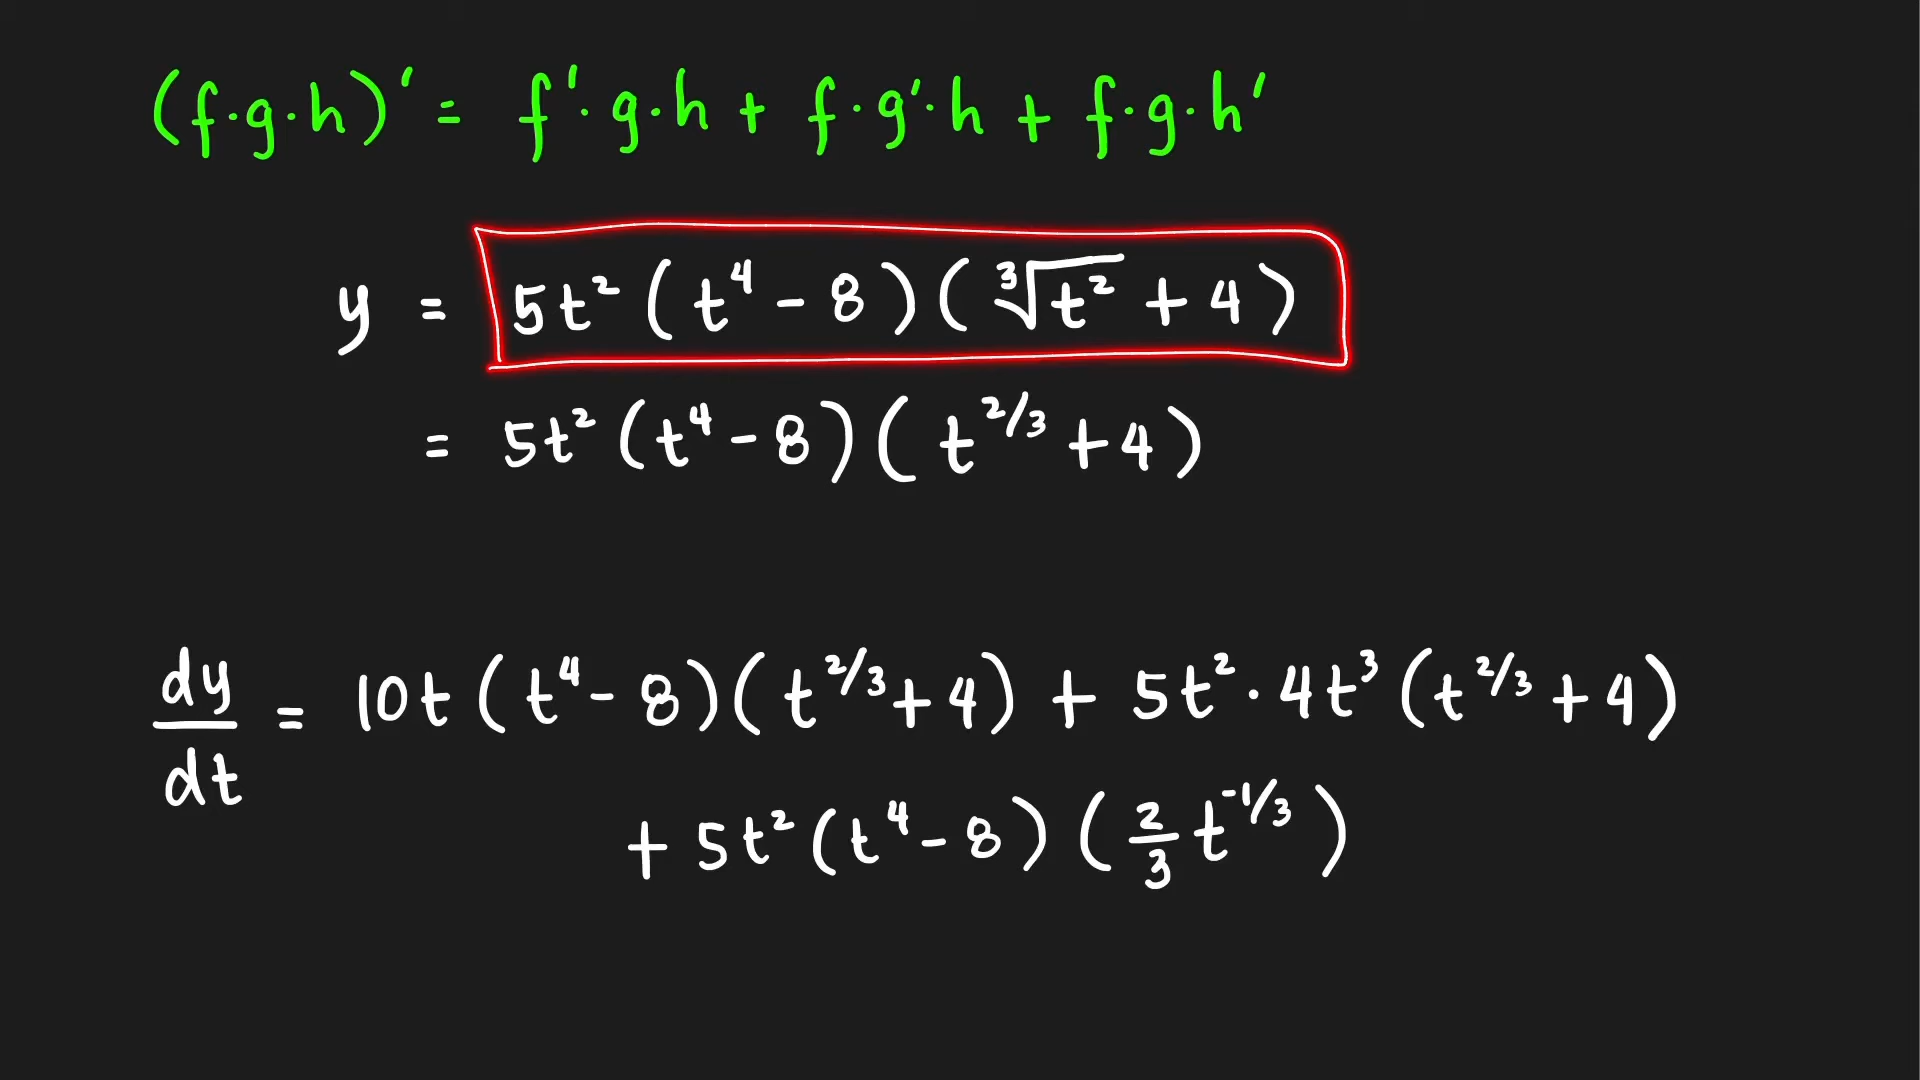 (f·g·h)' = f'·g·h + f·g'·h + f·g·h'
y = 5t²(t⁴ - 8)(∛t² + 4)
= 5t²(t⁴ - 8)(t^{2/3} + 4)
dy/dt = 10t(t⁴ - 8)(t^{2/3} + 4) + 5t²·4t³(t^{2/3} + 4)
+ 5t²(t⁴ - 8)(2/3 t^{-1/3})